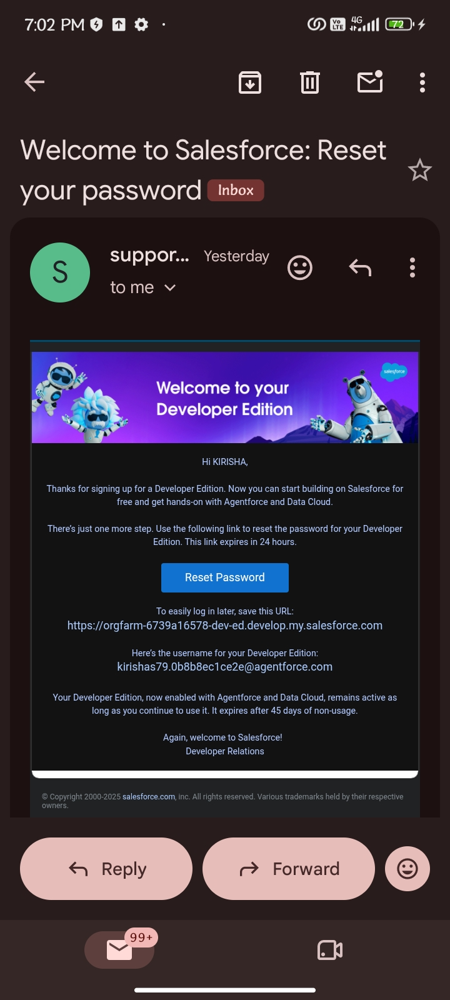 7:02 PM
Vo LTE 4G 72
Welcome to Salesforce: Reset
your password Inbox
S
suppor... Yesterday
to me
salesforce
Welcome to your
Developer Edition
Hi KIRISHA,
Thanks for signing up for a Developer Edition. Now you can start building on Salesforce for
free and get hands-on with Agentforce and Data Cloud.
There's just one more step. Use the following link to reset the password for your Developer
Edition. This link expires in 24 hours.
Reset Password
To easily log in later, save this URL:
https://orgfarm-6739a16578-dev-ed.develop.my.salesforce.com
Here's the username for your Developer Edition:
kirishas79.0b8b8ec1ce2e@agentforce.com
Your Developer Edition, now enabled with Agentforce and Data Cloud, remains active as
long as you continue to use it. It expires after 45 days of non-usage.
Again, welcome to Salesforce!
Developer Relations
© Copyright 2000-2025 salesforce.com, inc. All rights reserved. Various trademarks held by their respective
owners.
Reply
Forward
99+